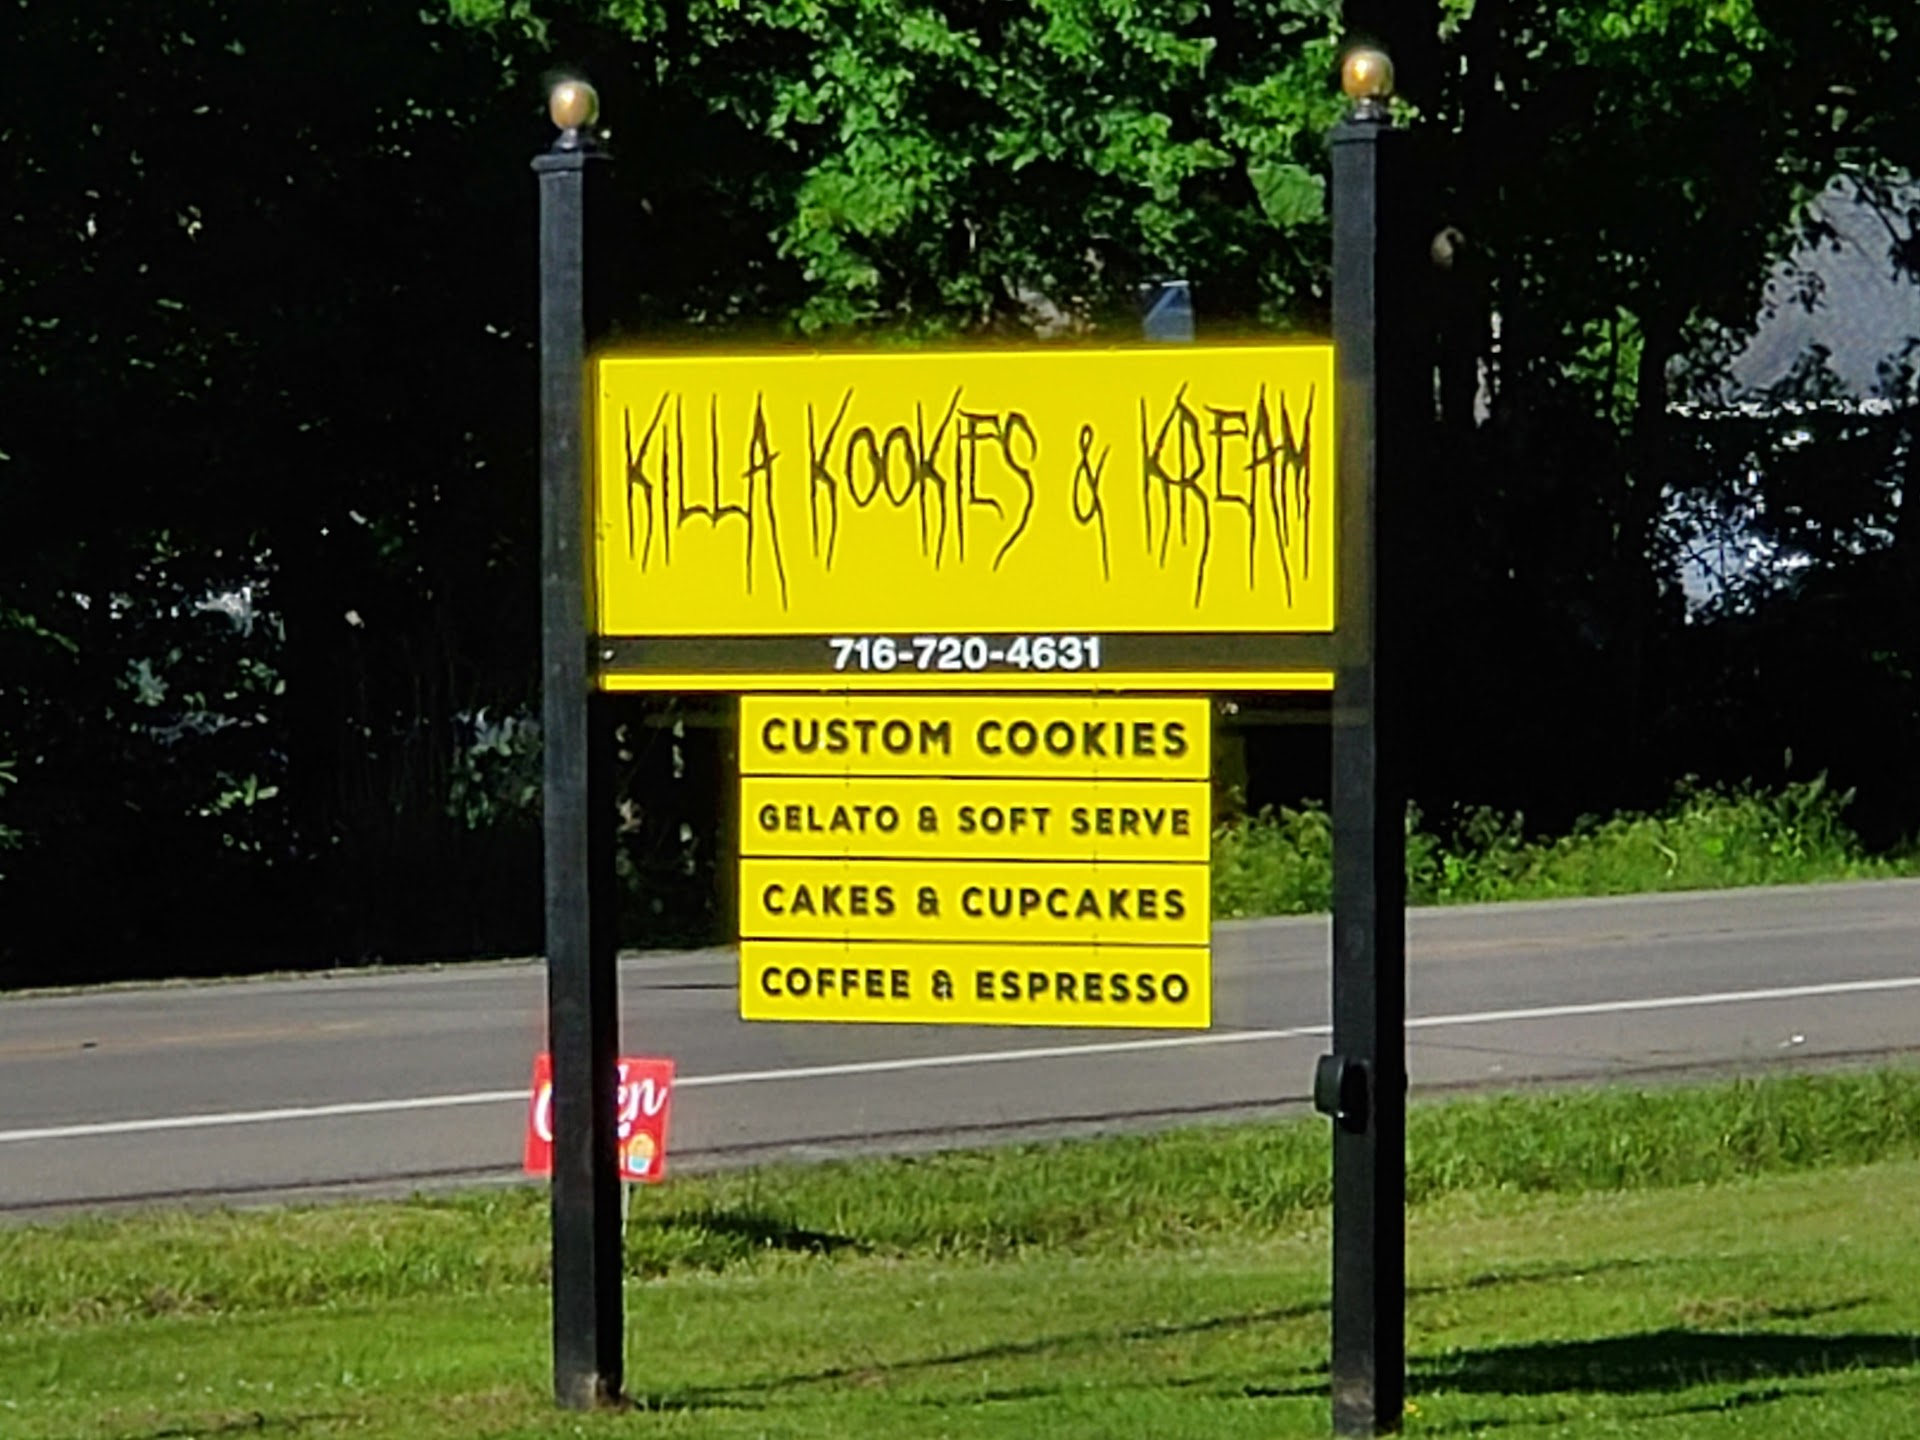 KILLA KOOKIES & KREAM
716-720-4631
CUSTOM COOKIES
GELATO & SOFT SERVE
CAKES & CUPCAKES
COFFEE & ESPRESSO